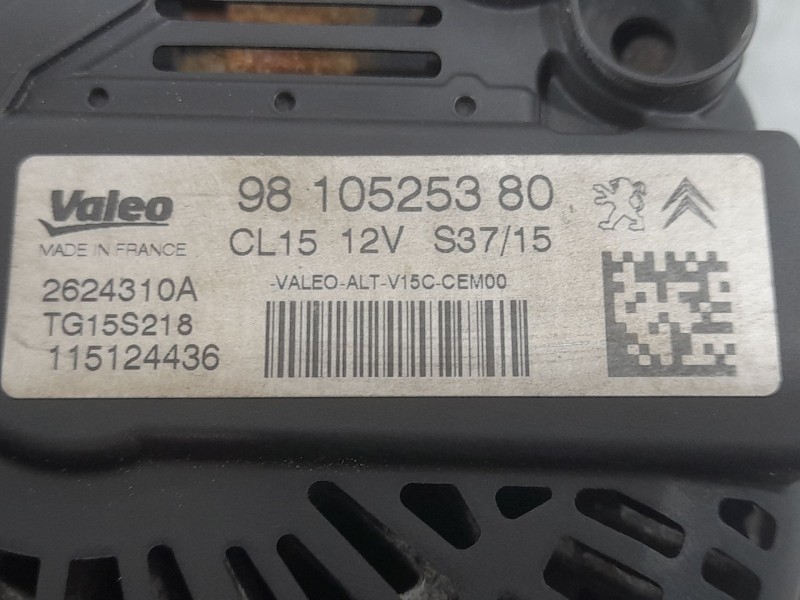 Valeo
98 105253 80
MADE IN FRANCE
CL15 12V S37/15
2624310A
-VALEO-ALT-V15C-CEM00
TG15S218
115124436